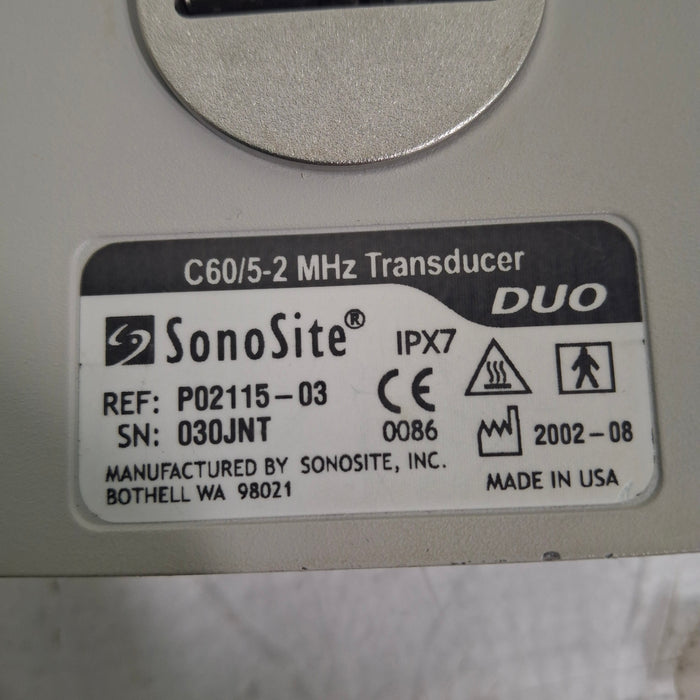 C60/5-2 MHz Transducer
DUO
SonoSite®
IPX7
REF: P02115-03
SN: 030JNT
CE
0086
2002-08
MANUFACTURED BY SONOSITE, INC.
BOTHELL WA 98021
MADE IN USA